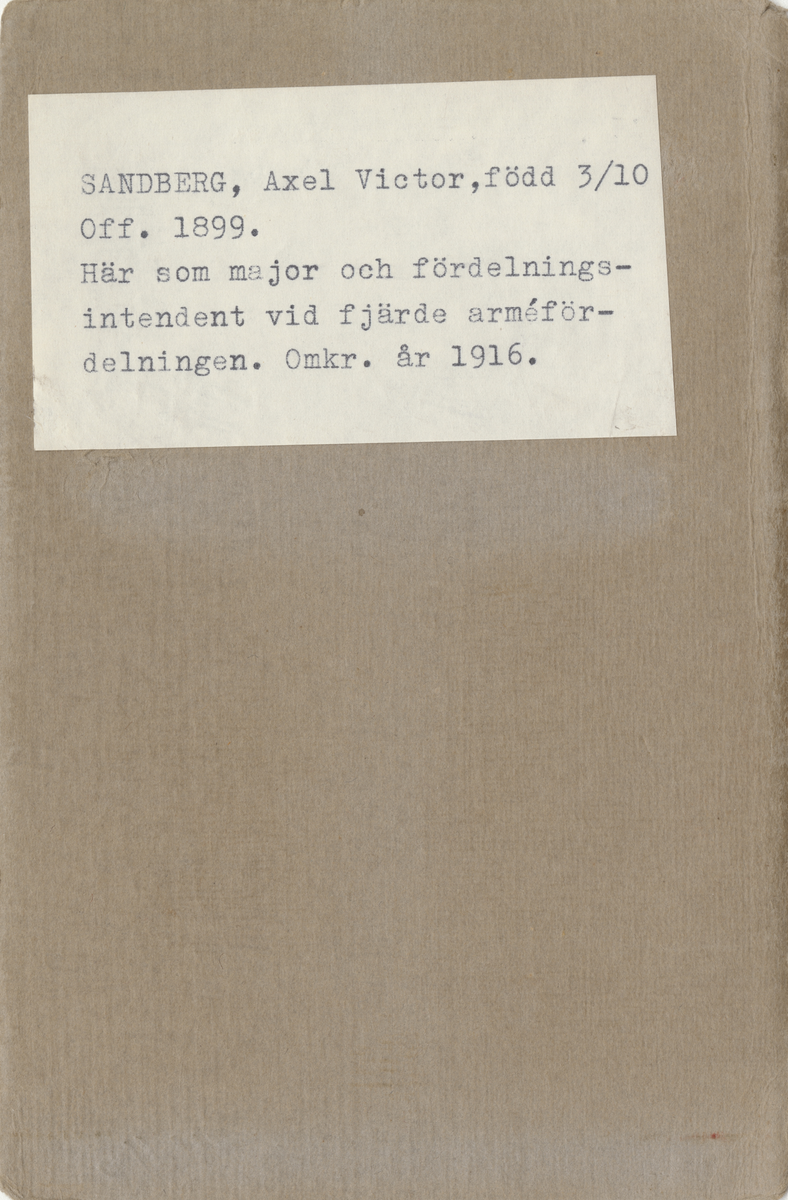 SANDBERG, Axel Victor,född 3/10
Off. 1899.
Här som major och fördelnings-
intendent vid fjärde arméför-
delningen. Omkr. år 1916.